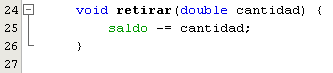 24 void retirar(double cantidad) {
25 saldo -= cantidad;
26 }
27